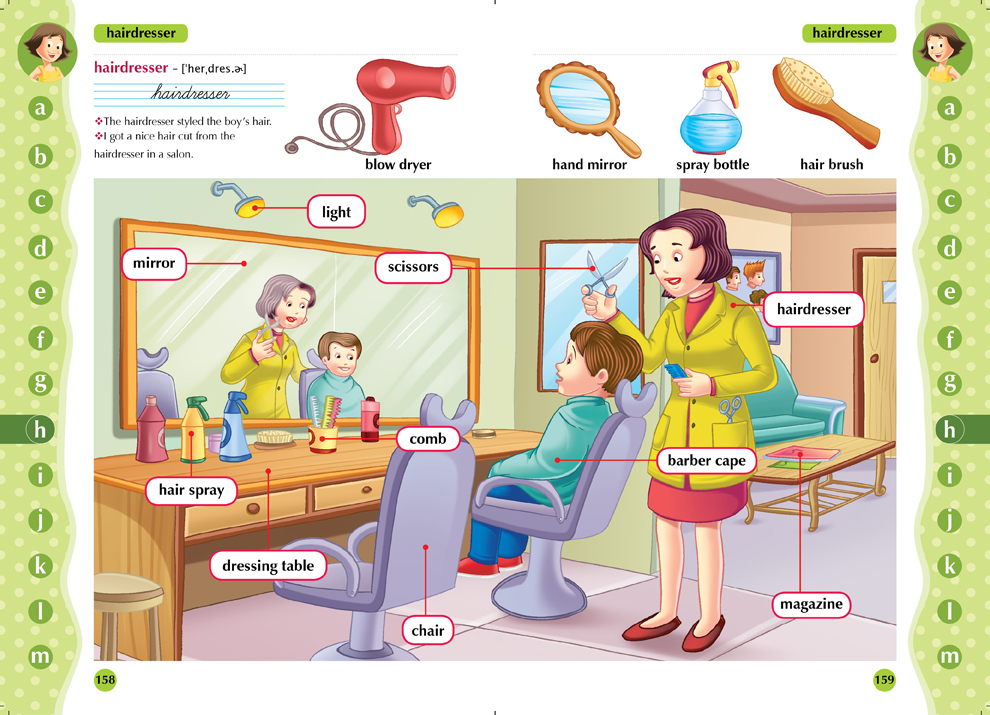 hairdresser
hairdresser
hairdresser – [ˈher,dres.ɚ]
hairdresser
❖The hairdresser styled the boy's hair.
❖I got a nice hair cut from the
hairdresser in a salon.
blow dryer
hand mirror
spray bottle
hair brush
light
mirror
scissors
hairdresser
comb
barber cape
hair spray
dressing table
magazine
chair
a
b
c
d
e
f
g
h
i
j
k
l
m
a
b
c
d
e
f
g
h
i
j
k
l
m
158
159